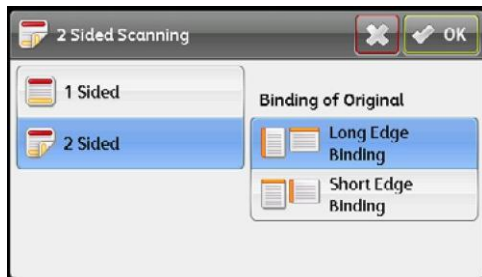 2 Sided Scanning
OK
1 Sided
2 Sided
Binding of Original
Long Edge
Binding
Short Edge
Binding